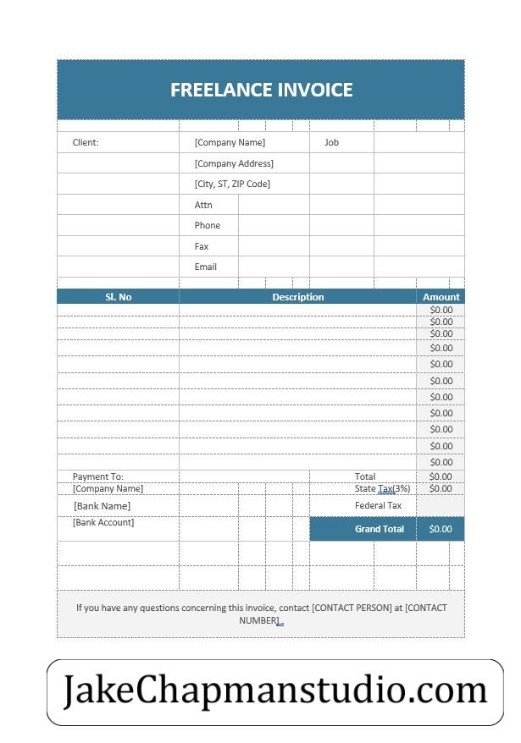 FREELANCE INVOICE
Client: [Company Name] Job
[Company Address]
[City, ST, ZIP Code]
Attn
Phone
Fax
Email
Sl. No Description Amount
$0.00
$0.00
$0.00
$0.00
$0.00
$0.00
$0.00
$0.00
$0.00
$0.00
$0.00
Payment To: Total $0.00
[Company Name] State Tax(3%) $0.00
[Bank Name] Federal Tax
[Bank Account]
Grand Total $0.00
If you have any questions concerning this invoice, contact [CONTACT PERSON] at [CONTACT
NUMBER].
JakeChapmanstudio.com